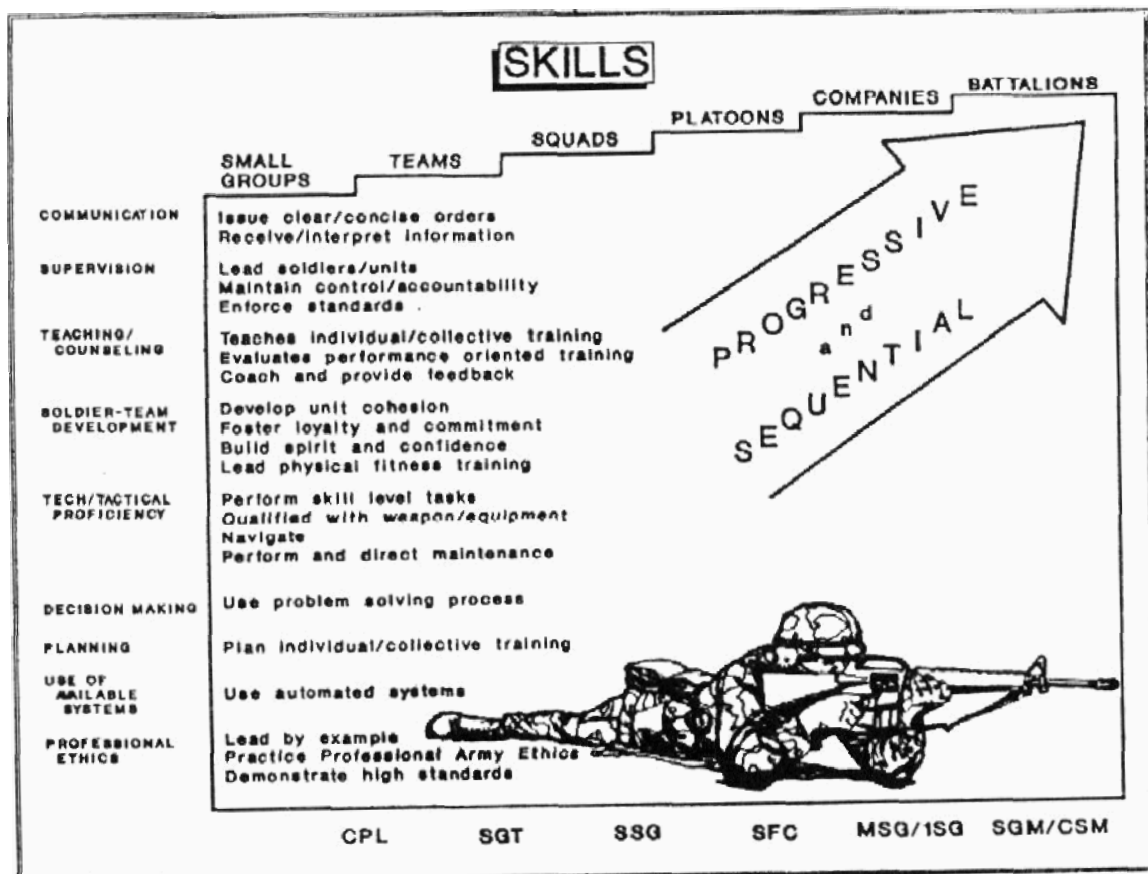 SKILLS
BATTALIONS
COMPANIES
PLATOONS
SQUADS
TEAMS
SMALL
GROUPS
COMMUNICATION
Issue clear/concise orders
Receive/interpret information
SUPERVISION
Lead soldiers/units
Maintain control/accountability
Enforce standards
TEACHING/
COUNSELING
Teaches individual/collective training
Evaluates performance oriented training
Coach and provide feedback
SOLDIER-TEAM
DEVELOPMENT
Develop unit cohesion
Foster loyalty and commitment
Build spirit and confidence
Lead physical fitness training
TECH/TACTICAL
PROFICIENCY
Perform skill level tasks
Qualified with weapon/equipment
Navigate
Perform and direct maintenance
DECISION MAKING
Use problem solving process
PLANNING
Plan individual/collective training
USE OF
AVAILABLE
SYSTEMS
Use automated systems
PROFESSIONAL
ETHICS
Lead by example
Practice Professional Army Ethics
Demonstrate high standards
PROGRESSIVE
and
SEQUENTIAL
CPL SGT SSG SFC MSG/1SG SGM/CSM